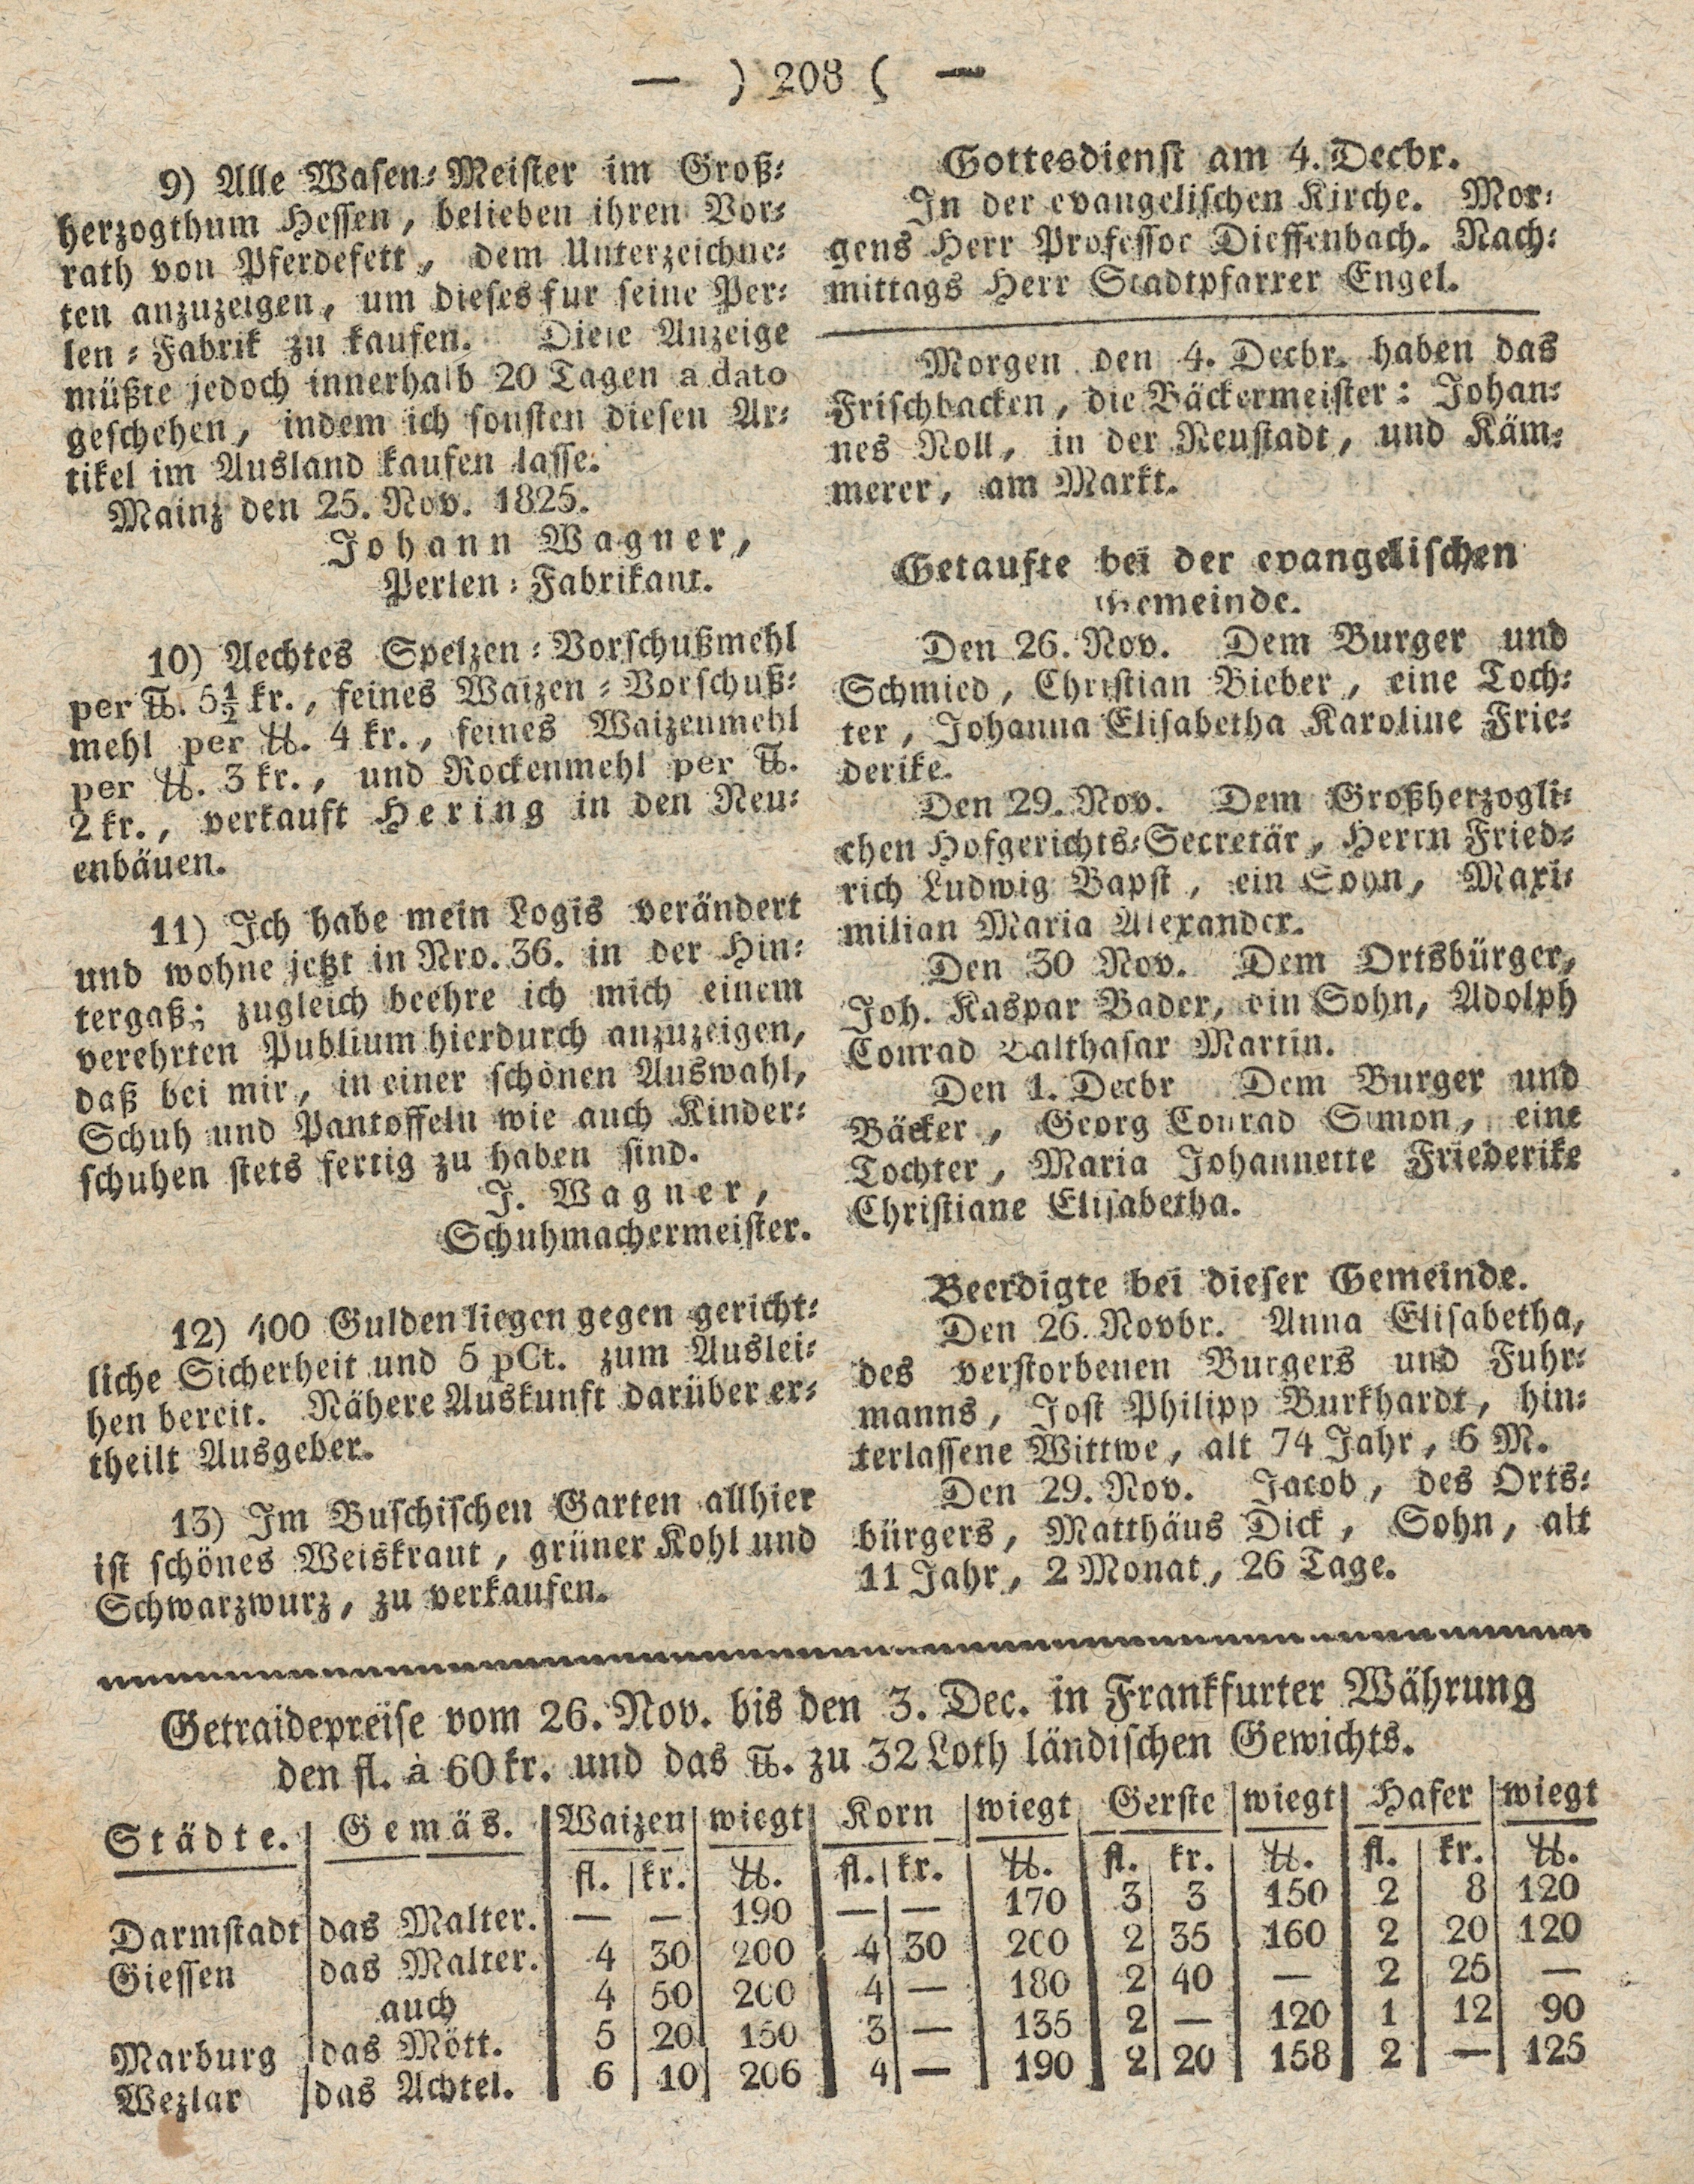 — ) 208 ( —
9) Alle Wasen-Meister im Groß-
herzogthum Hessen, belieben ihren Vor-
rath von Pferdefett, dem Unterzeichne-
ten anzuzeigen, um dieses fur seine Per-
len-Fabrik zu kaufen. Diese Anzeige
müßte jedoch innerhalb 20 Tagen a dato
geschehen, indem ich sonsten diesen Ar-
tikel im Ausland kaufen lasse.
Mainz den 25. Nov. 1825.
Johann Wagner,
Perlen-Fabrikant.
10) Aechtes Spelzen-Vorschußmehl
per ℔. 5½ kr., feines Waizen-Vorschuß-
mehl per ℔. 4 kr., feines Waizenmehl
per ℔. 3 kr., und Rockenmehl per ℔.
2 kr., verkauft Hering in den Neu-
enbäuen.
11) Ich habe mein Logis verändert
und wohne jetzt in Nro. 36. in der Hin-
tergaß; zugleich beehre ich mich einem
verehrten Publium hierdurch anzuzeigen,
daß bei mir, in einer schönen Auswahl,
Schuh und Pantoffeln wie auch Kinder-
schuhen stets fertig zu haben sind.
J. Wagner,
Schuhmachermeister.
12) 400 Gulden liegen gegen gericht-
liche Sicherheit und 5 pCt. zum Auslei-
hen bereit. Nähere Auskunft darüber er-
theilt Ausgeber.
13) Im Buschischen Garten allhier
ist schönes Weiskraut, grüner Kohl und
Schwarzwurz, zu verkaufen.
Gottesdienst am 4. Decbr.
In der evangelischen Kirche. Mor-
gens Herr Professor Dieffenbach. Nach-
mittags Herr Stadtpfarrer Engel.
Morgen den 4. Decbr. haben das
Frischbacken, die Bäckermeister: Johan-
nes Noll, in der Neustadt, und Käm-
merer, am Markt.
Getaufte bei der evangelischen
Gemeinde.
Den 26. Nov. Dem Burger und
Schmied, Christian Bieber, eine Toch-
ter, Johanna Elisabetha Karoline Frie-
derike.
Den 29. Nov. Dem Großherzogli-
chen Hofgerichts-Secretär, Herrn Fried-
rich Ludwig Bapst, ein Sohn, Maxi-
milian Maria Alexander.
Den 30 Nov. Dem Ortsbürger,
Joh. Kaspar Bader, ein Sohn, Adolph
Conrad Balthasar Martin.
Den 1. Decbr Dem Burger und
Bäcker, Georg Conrad Simon, eine
Tochter, Maria Johannette Friederike
Christiane Elisabetha.
Beerdigte bei dieser Gemeinde.
Den 26. Novbr. Anna Elisabetha,
des verstorbenen Burgers und Fuhr-
manns, Jost Philipp Burkhardt, hin-
terlassene Wittwe, alt 74 Jahr, 6 M.
Den 29. Nov. Jacob, des Orts-
bürgers, Matthäus Dick, Sohn, alt
11 Jahr, 2 Monat, 26 Tage.
Getraidepreise vom 26. Nov. bis den 3. Dec. in Frankfurter Währung
den fl. à 60 kr. und das ℔. zu 32 Loth ländischen Gewichts.
Städte. Gemäs. Waizen wiegt Korn wiegt Gerste wiegt Hafer wiegt
fl. kr. ℔. fl. kr. ℔. fl. kr. ℔. fl. kr. ℔.
Darmstadt das Malter. — — 190 — — 170 3 3 150 2 8 120
Giessen das Malter. 4 30 200 4 30 200 2 35 160 2 20 120
auch 4 50 200 4 — 180 2 40 — 2 25 —
Marburg das Mött. 5 20 150 3 — 135 2 — 120 1 12 90
Wezlar das Achtel. 6 10 206 4 — 190 2 20 158 2 — 125